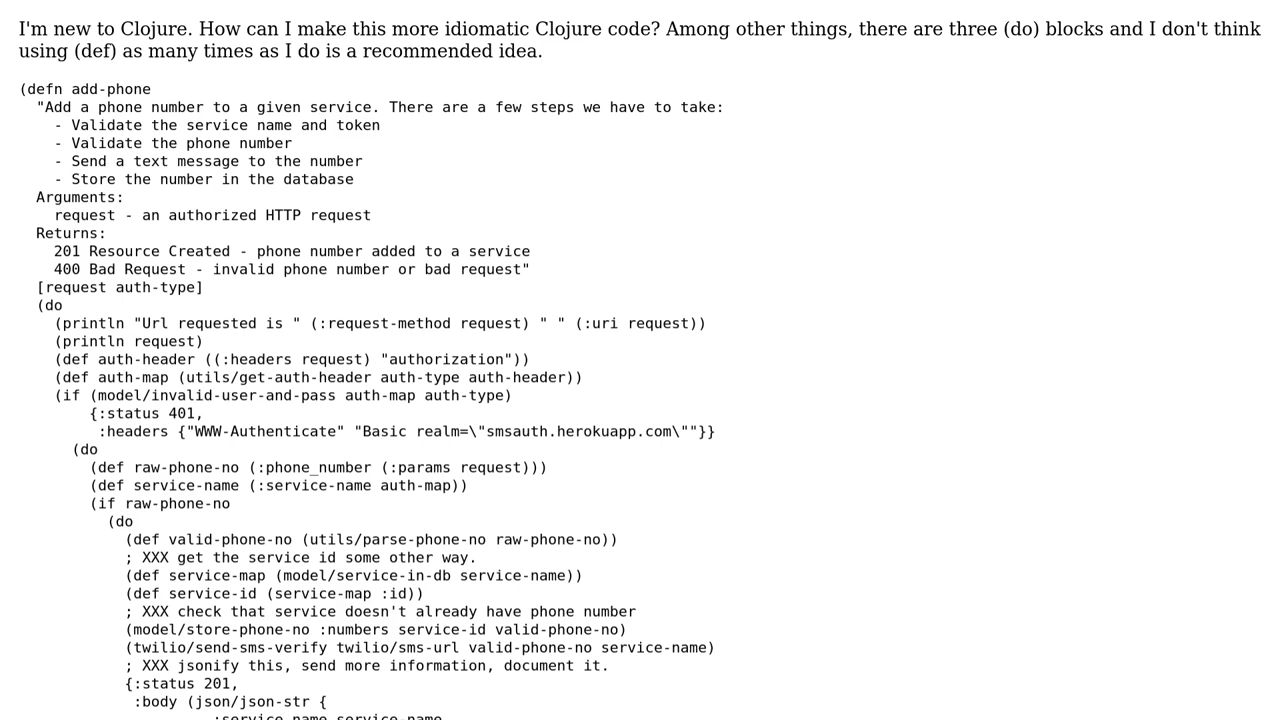 I'm new to Clojure. How can I make this more idiomatic Clojure code? Among other things, there are three (do) blocks and I don't think
using (def) as many times as I do is a recommended idea.
(defn add-phone
  "Add a phone number to a given service. There are a few steps we have to take:
    - Validate the service name and token
    - Validate the phone number
    - Send a text message to the number
    - Store the number in the database
  Arguments:
    request - an authorized HTTP request
  Returns:
    201 Resource Created - phone number added to a service
    400 Bad Request - invalid phone number or bad request"
  [request auth-type]
  (do
    (println "Url requested is " (:request-method request) " " (:uri request))
    (println request)
    (def auth-header ((:headers request) "authorization"))
    (def auth-map (utils/get-auth-header auth-type auth-header))
    (if (model/invalid-user-and-pass auth-map auth-type)
        {:status 401,
         :headers {"WWW-Authenticate" "Basic realm=\"smsauth.herokuapp.com\""}}
      (do
        (def raw-phone-no (:phone_number (:params request)))
        (def service-name (:service-name auth-map))
        (if raw-phone-no
          (do
            (def valid-phone-no (utils/parse-phone-no raw-phone-no))
            ; XXX get the service id some other way.
            (def service-map (model/service-in-db service-name))
            (def service-id (service-map :id))
            ; XXX check that service doesn't already have phone number
            (model/store-phone-no :numbers service-id valid-phone-no)
            (twilio/send-sms-verify twilio/sms-url valid-phone-no service-name)
            ; XXX jsonify this, send more information, document it.
            {:status 201,
             :body (json/json-str {
                      :service_name service-name